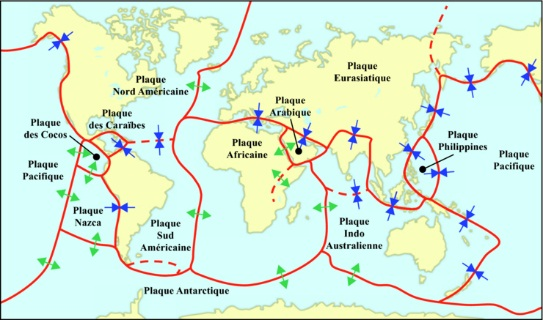 Plaque
Nord Américaine
Plaque
Eurasiatique
Plaque
des Cocos
Plaque
des Caraïbes
Plaque
Arabique
Plaque
Africaine
Plaque
Philippines
Plaque
Pacifique
Plaque
Pacifique
Plaque
Nazca
Plaque
Sud
Américaine
Plaque
Indo
Australienne
Plaque Antarctique